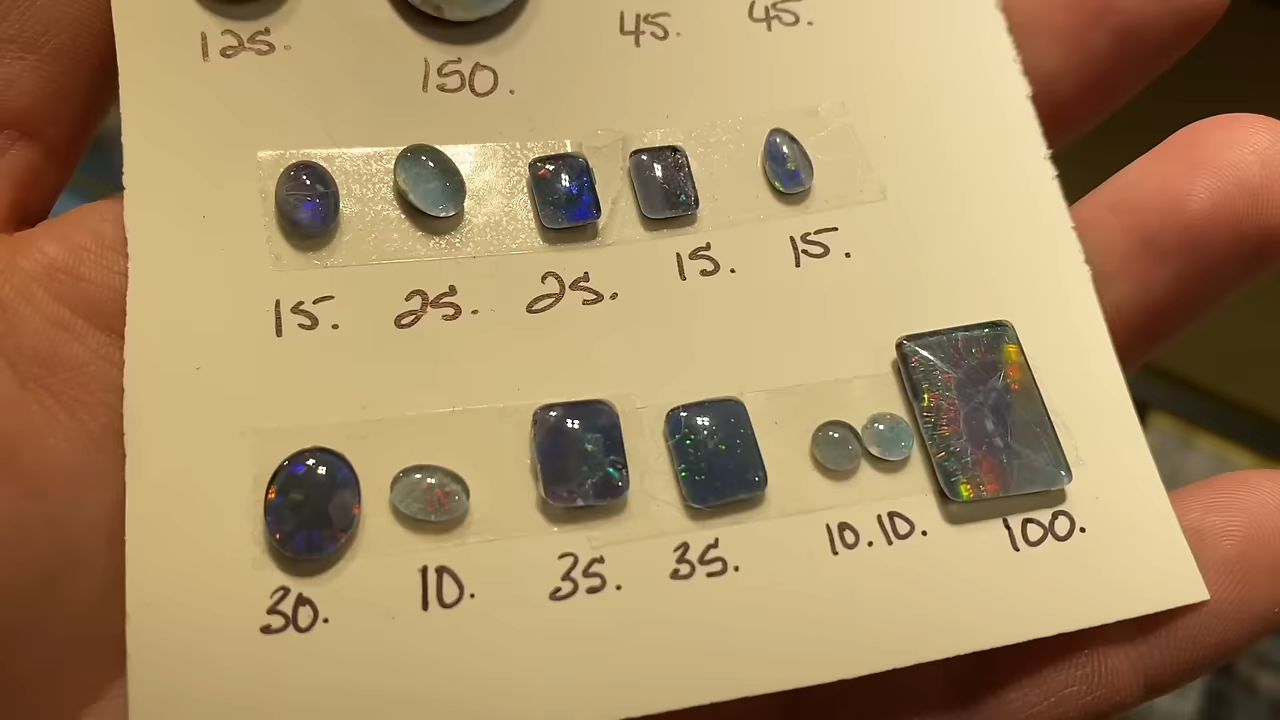 125. 150. 45. 45.
15. 25. 25. 15. 15.
30. 10. 35. 35. 10. 10. 100.